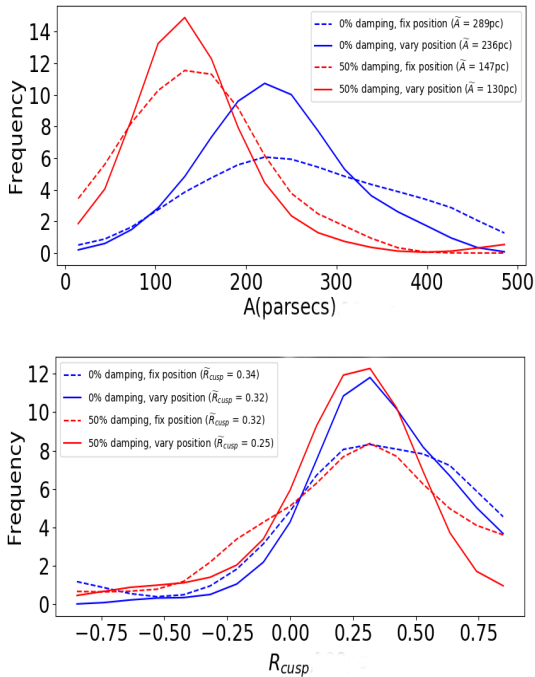 0% damping, fix position (Ã = 289pc)
0% damping, vary position (Ã = 236pc)
50% damping, fix position (Ã = 147pc)
50% damping, vary position (Ã = 130pc)
Frequency
14
12
10
8
6
4
2
0
0 100 200 300 400 500
A(parsecs)
0% damping, fix position (R̃cusp = 0.34)
0% damping, vary position (R̃cusp = 0.32)
50% damping, fix position (R̃cusp = 0.32)
50% damping, vary position (R̃cusp = 0.25)
Frequency
12
10
8
6
4
2
0
−0.75 −0.50 −0.25 0.00 0.25 0.50 0.75
Rcusp